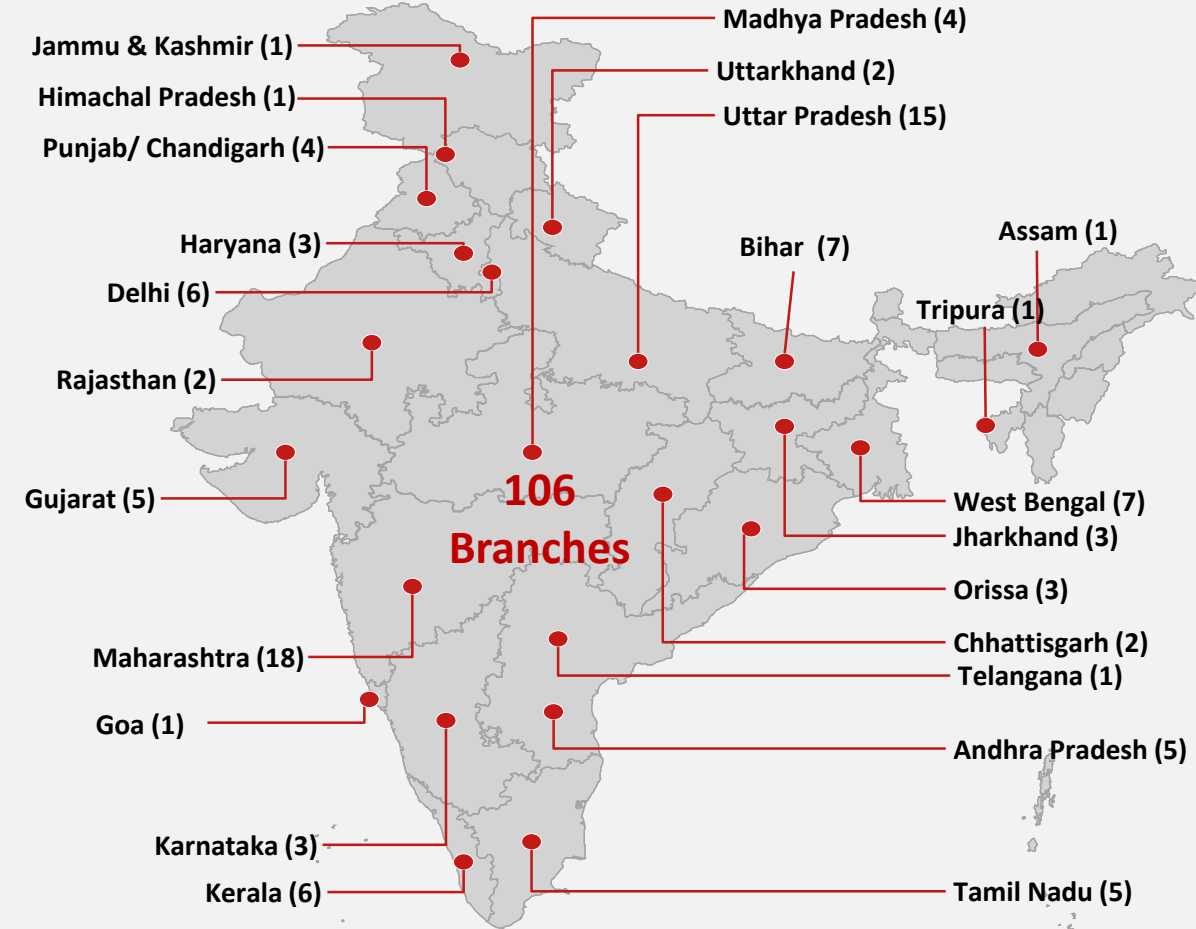 Madhya Pradesh (4)
Jammu & Kashmir (1)
Uttarkhand (2)
Himachal Pradesh (1)
Uttar Pradesh (15)
Punjab/ Chandigarh (4)
Assam (1)
Haryana (3)
Bihar (7)
Delhi (6)
Tripura (1)
Rajasthan (2)
106
Branches
Gujarat (5)
West Bengal (7)
Jharkhand (3)
Orissa (3)
Chhattisgarh (2)
Maharashtra (18)
Telangana (1)
Goa (1)
Andhra Pradesh (5)
Karnataka (3)
Kerala (6)
Tamil Nadu (5)